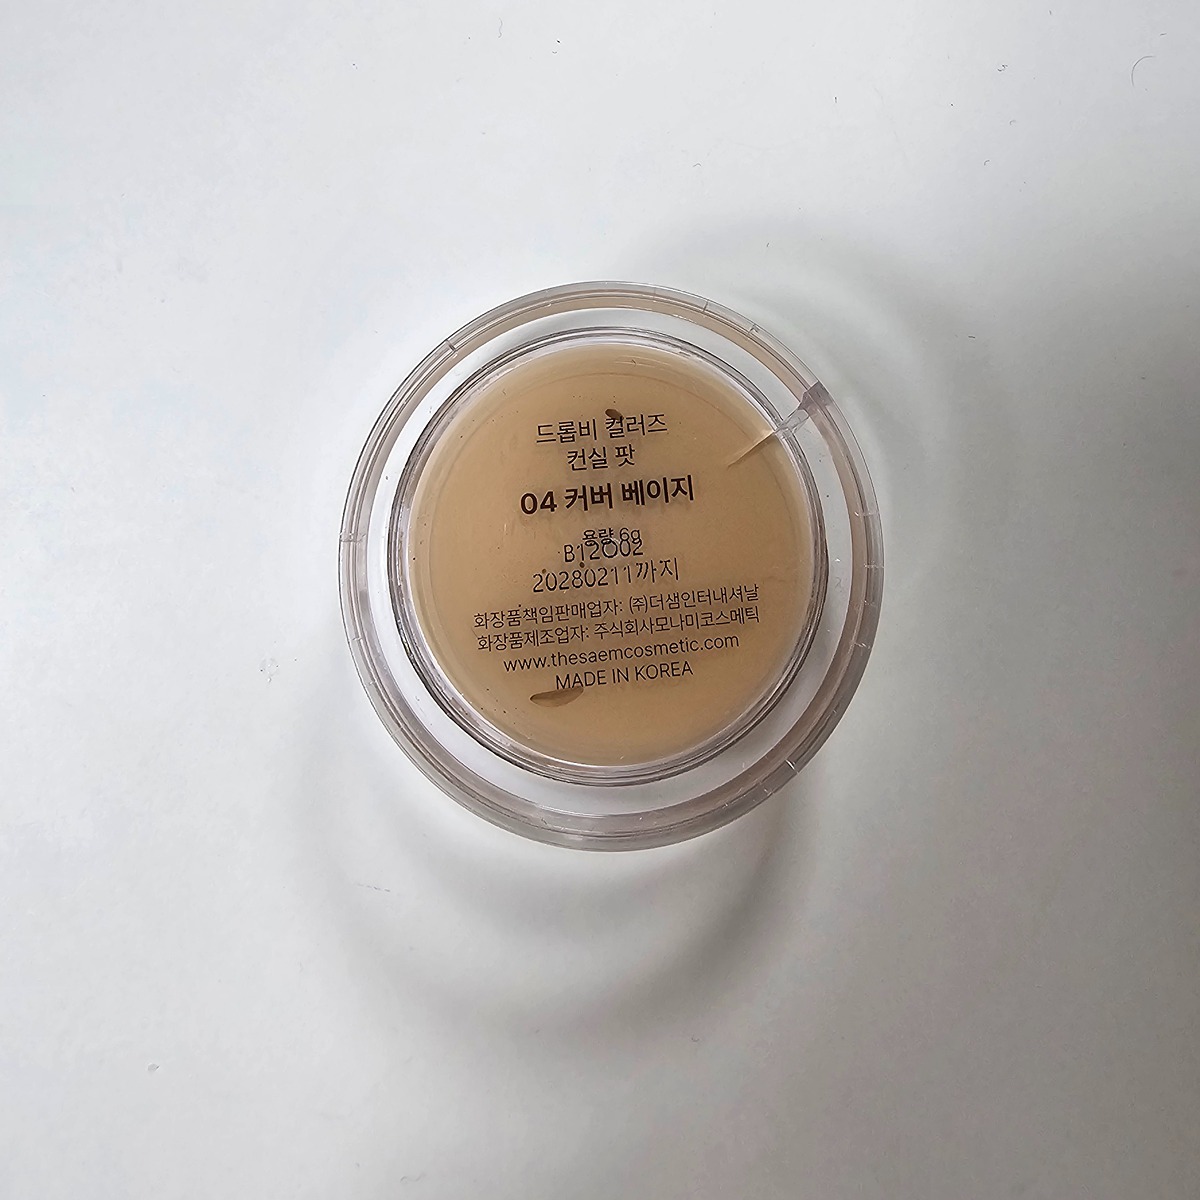 드롭비 컬러즈
컨실 팟
04 커버 베이지
용량 6g
B12O02
20280211까지
화장품책임판매업자: ㈜더샘인터내셔날
화장품제조업자: 주식회사모나미코스메틱
www.thesaemcosmetic.com
MADE IN KOREA